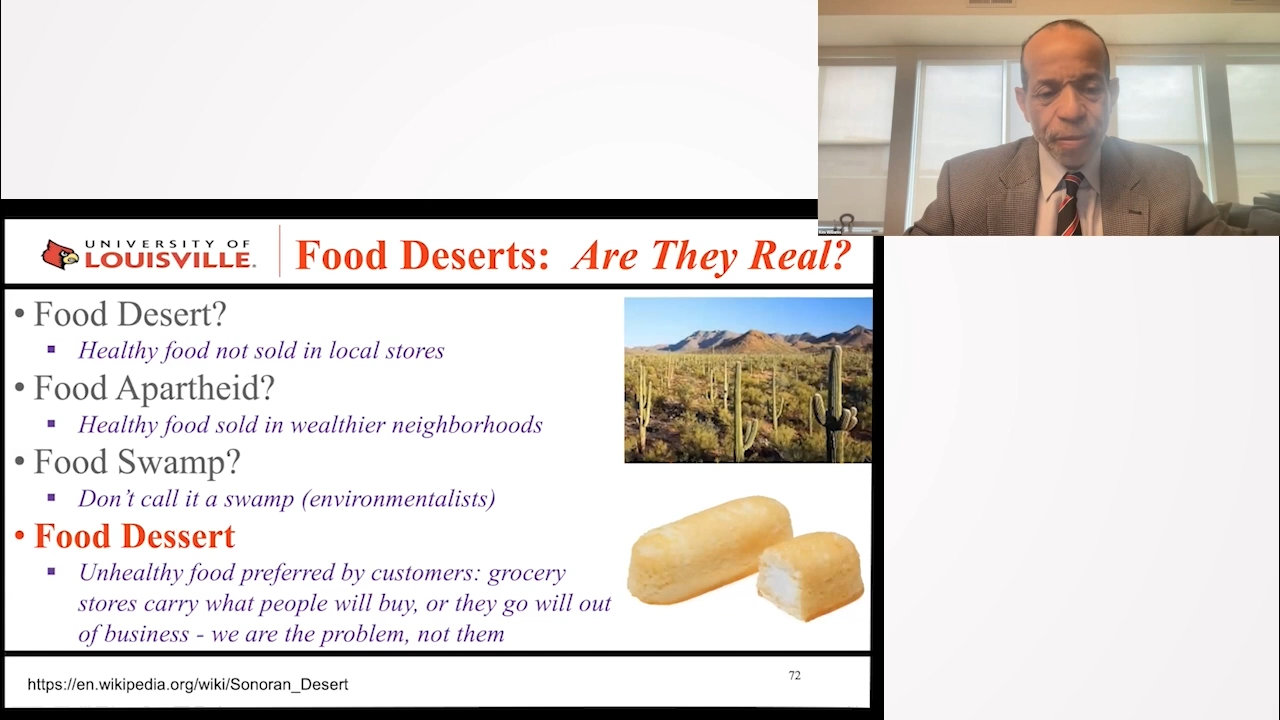 UNIVERSITY OF
LOUISVILLE.
Food Deserts: Are They Real?
• Food Desert?
▪ Healthy food not sold in local stores
• Food Apartheid?
▪ Healthy food sold in wealthier neighborhoods
• Food Swamp?
▪ Don’t call it a swamp (environmentalists)
• Food Dessert
▪ Unhealthy food preferred by customers: grocery
stores carry what people will buy, or they go will out
of business - we are the problem, not them
https://en.wikipedia.org/wiki/Sonoran_Desert
72